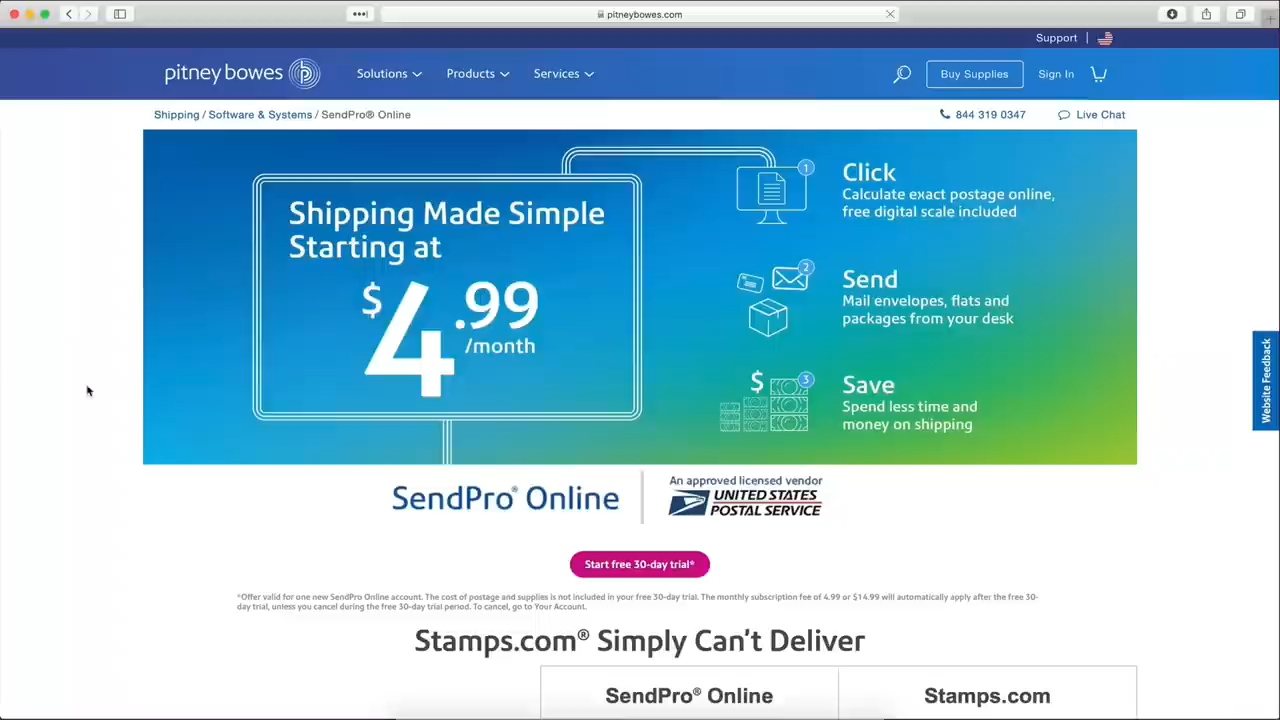 pitneybowes.com
Support
pitney bowes
Solutions
Products
Services
Buy Supplies
Sign In
Shipping / Software & Systems / SendPro® Online
844 319 0347
Live Chat
Shipping Made Simple
Starting at
$4.99
/month
1
Click
Calculate exact postage online,
free digital scale included
2
Send
Mail envelopes, flats and
packages from your desk
$
3
Save
Spend less time and
money on shipping
Website Feedback
SendPro® Online
An approved licensed vendor
UNITED STATES
POSTAL SERVICE
Start free 30-day trial*
*Offer valid for one new SendPro Online account. The cost of postage and supplies is not included in your free 30-day trial. The monthly subscription fee of 4.99 or $14.99 will automatically apply after the free 30-
day trial, unless you cancel during the free 30-day trial period. To cancel, go to Your Account.
Stamps.com® Simply Can't Deliver
SendPro® Online
Stamps.com